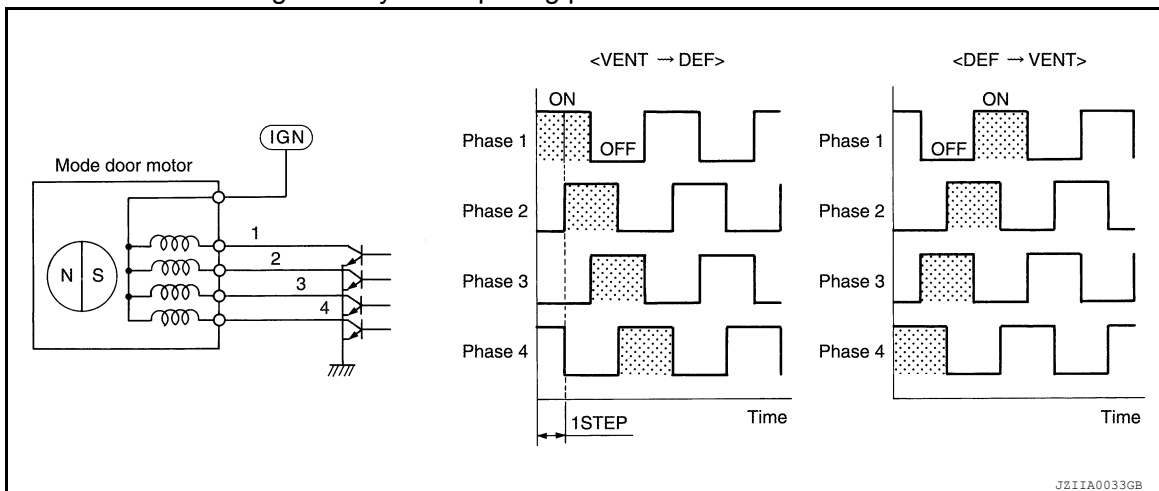 <VENT → DEF>
<DEF → VENT>
IGN
Mode door motor
N S
1
2
3
4
ON
Phase 1
OFF
Phase 2
Phase 3
Phase 4
1STEP
Time
ON
Phase 1
OFF
Phase 2
Phase 3
Phase 4
Time
JZIIA0033GB